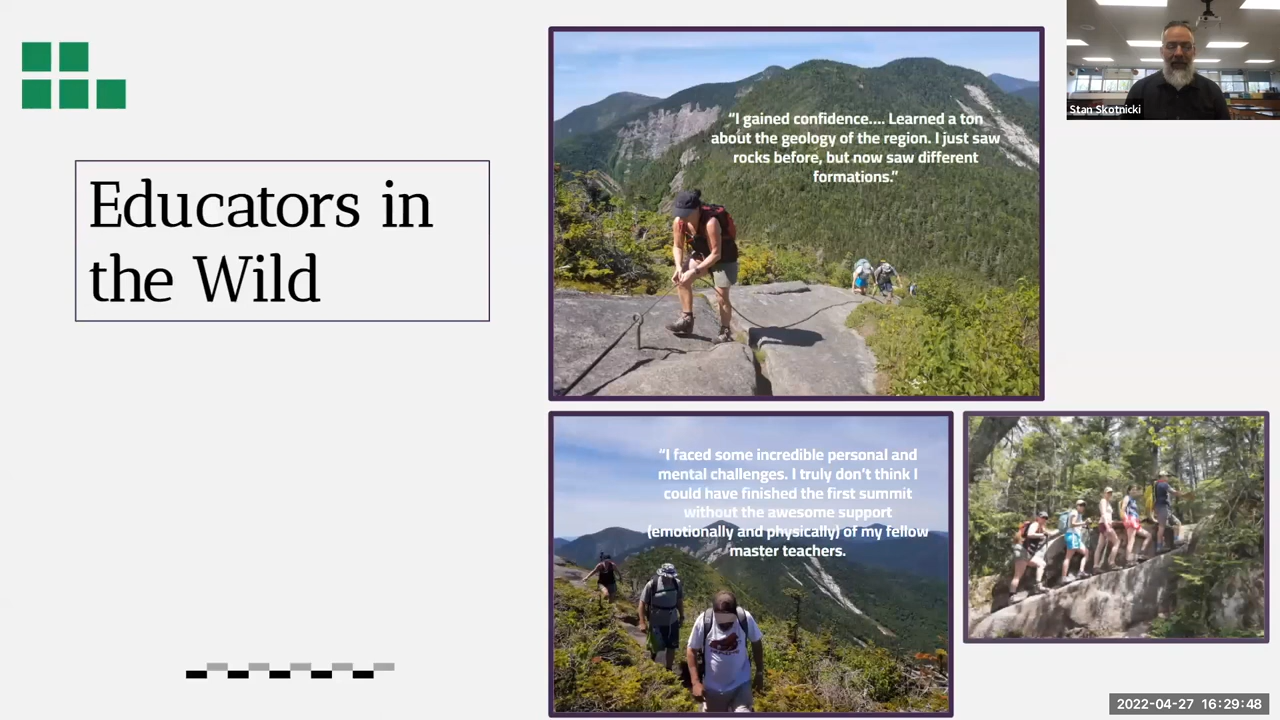 Educators in
the Wild
“I gained confidence.... Learned a ton
about the geology of the region. I just saw
rocks before, but now saw different
formations.”
“I faced some incredible personal and
mental challenges. I truly don’t think I
could have finished the first summit
without the awesome support
(emotionally and physically) of my fellow
master teachers.
Stan Skotnicki
2022-04-27 16:29:48